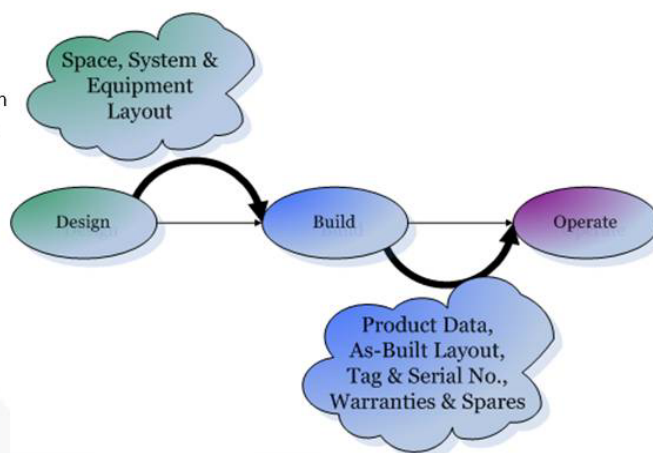 Space, System &
Equipment
Layout
Design
Build
Operate
Product Data,
As-Built Layout,
Tag & Serial No.,
Warranties & Spares